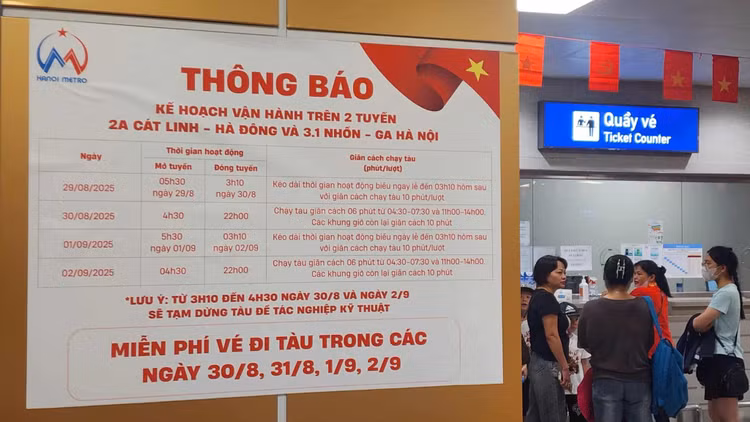 HANOI METRO
THÔNG BÁO
KẾ HOẠCH VẬN HÀNH TRÊN 2 TUYẾN
2A CÁT LINH – HÀ ĐÔNG VÀ 3.1 NHỔN – GA HÀ NỘI
Ngày
Thời gian hoạt động
Mở tuyến
Đóng tuyến
Giãn cách chạy tàu
(phút/lượt)
29/08/2025
05h30
ngày 29/8
3h10
ngày 30/8
Kéo dài thời gian hoạt động biểu ngày lễ đến 03h10 hôm sau
với giãn cách chạy tàu 10 phút/lượt
30/08/2025
4h30
22h00
Chạy tàu giãn cách 06 phút từ 04:30-07:30 và 11h00-14h00.
Các khung giờ còn lại giãn cách 10 phút
01/09/2025
5h30
ngày 01/09
03h10
ngày 02/09
Kéo dài thời gian hoạt động biểu ngày lễ đến 03h10 hôm sau
với giãn cách chạy tàu 10 phút/lượt
02/09/2025
04h30
22h00
Chạy tàu giãn cách 06 phút từ 04:30-07:30 và 11h00-14h00.
Các khung giờ còn lại giãn cách 10 phút
*LƯU Ý: TỪ 3H10 ĐẾN 4H30 NGÀY 30/8 VÀ NGÀY 2/9
SẼ TẠM DỪNG TÀU ĐỂ TÁC NGHIỆP KỸ THUẬT
MIỄN PHÍ VÉ ĐI TÀU TRONG CÁC
NGÀY 30/8, 31/8, 1/9, 2/9
Quầy vé
Ticket Counter